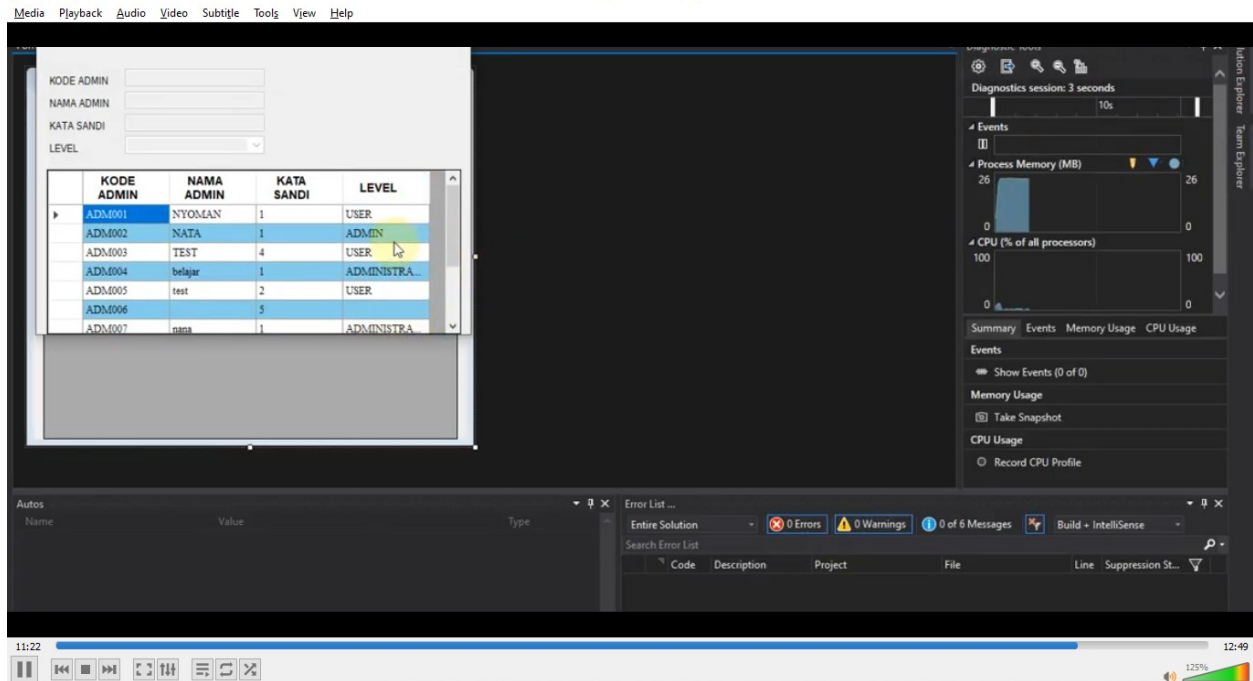 Media Playback Audio Video Subtitle Tools View Help
Diagnostic Tools
Solution Explorer
Team Explorer
KODE ADMIN
NAMA ADMIN
KATA SANDI
LEVEL
KODE ADMIN NAMA ADMIN KATA SANDI LEVEL
ADM001 NYOMAN 1 USER
ADM002 NATA 1 ADMIN
ADM003 TEST 4 USER
ADM004 belajar 1 ADMINISTRA...
ADM005 test 2 USER
ADM006 5
ADM007 nana 1 ADMINISTRA...
Diagnostics session: 3 seconds
10s
Events
Process Memory (MB)
26 26
0 0
CPU (% of all processors)
100 100
0 0
Summary Events Memory Usage CPU Usage
Events
Show Events (0 of 0)
Memory Usage
Take Snapshot
CPU Usage
Record CPU Profile
Autos
Name Value Type
Error List ...
Entire Solution 0 Errors 0 Warnings 0 of 6 Messages Build + IntelliSense
Search Error List
Code Description Project File Line Suppression St...
11:22 12:49
125%